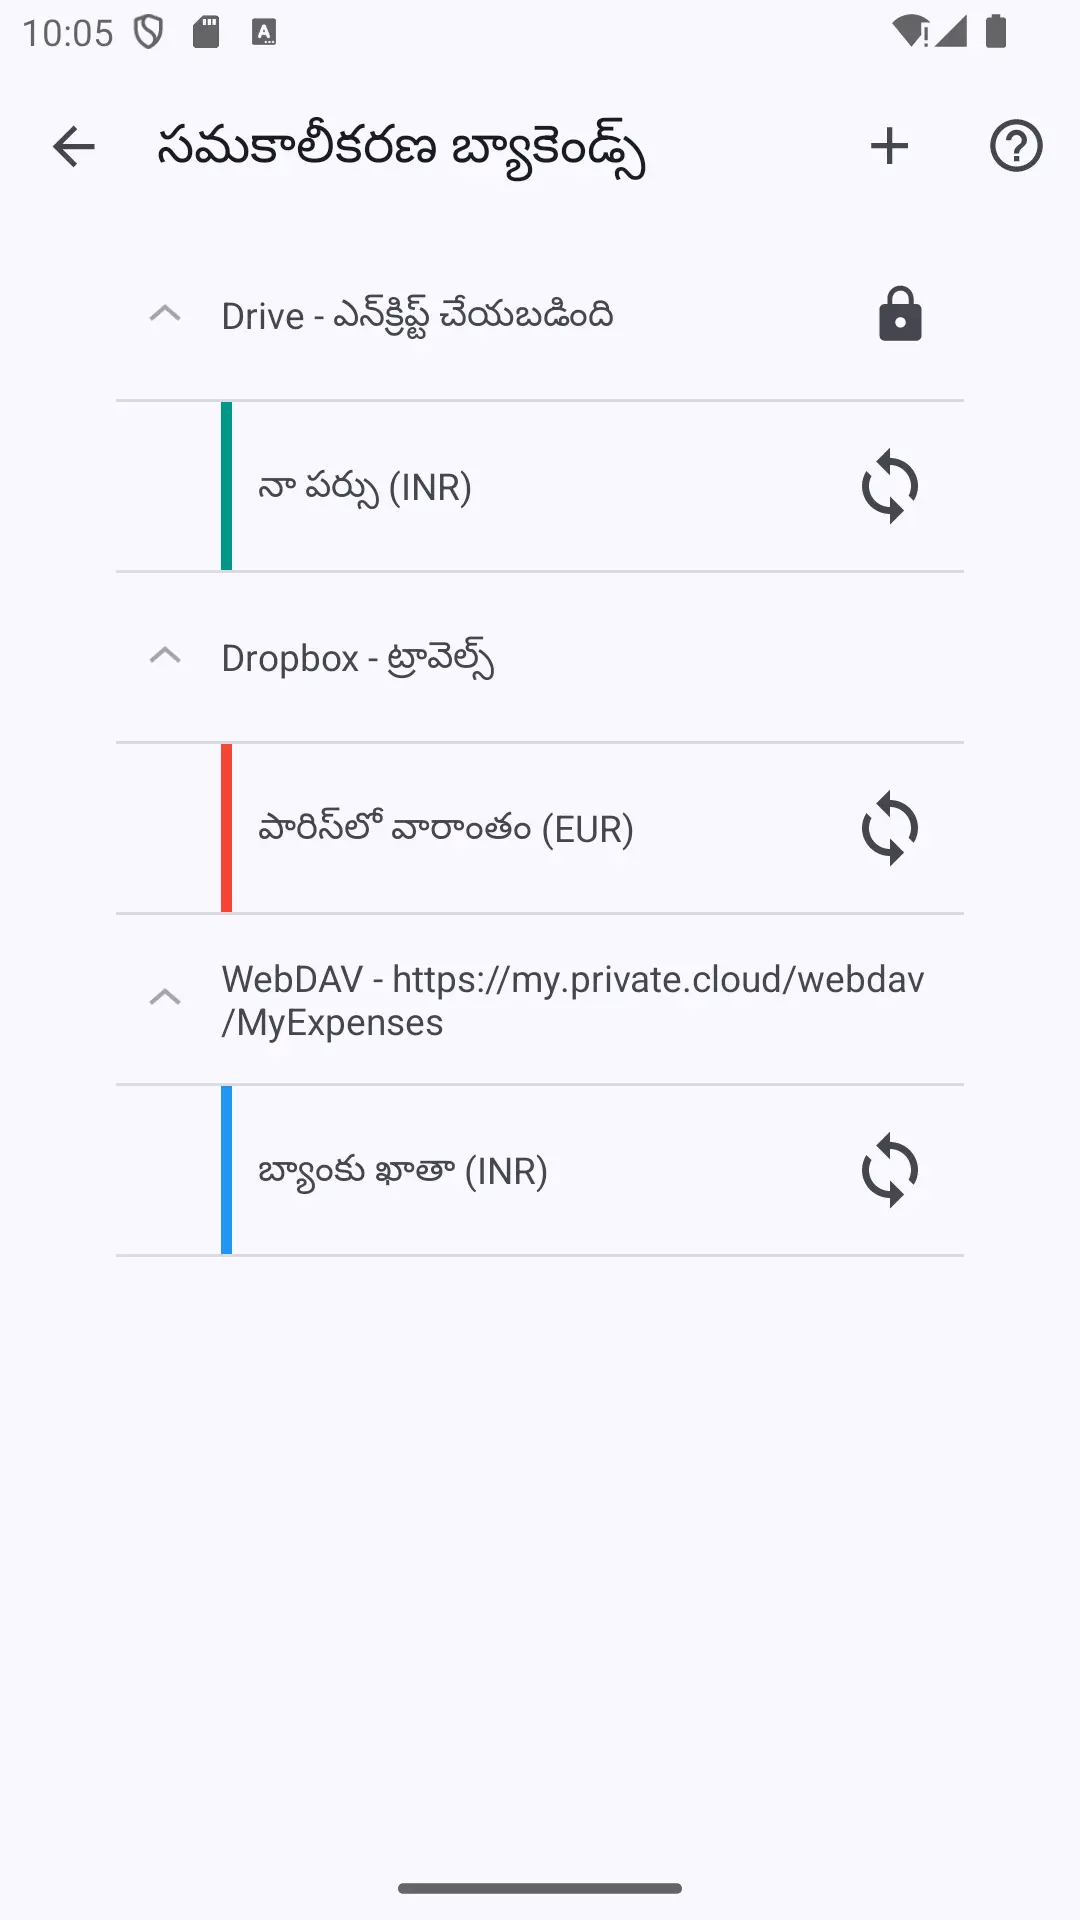 10:05
సమకాలీకరణ బ్యాకెండ్స్
Drive - ఎన్‌క్రిప్ట్ చేయబడింది
నా పర్సు (INR)
Dropbox - ట్రావెల్స్
పారిస్‌లో వారాంతం (EUR)
WebDAV - https://my.private.cloud/webdav
/MyExpenses
బ్యాంకు ఖాతా (INR)